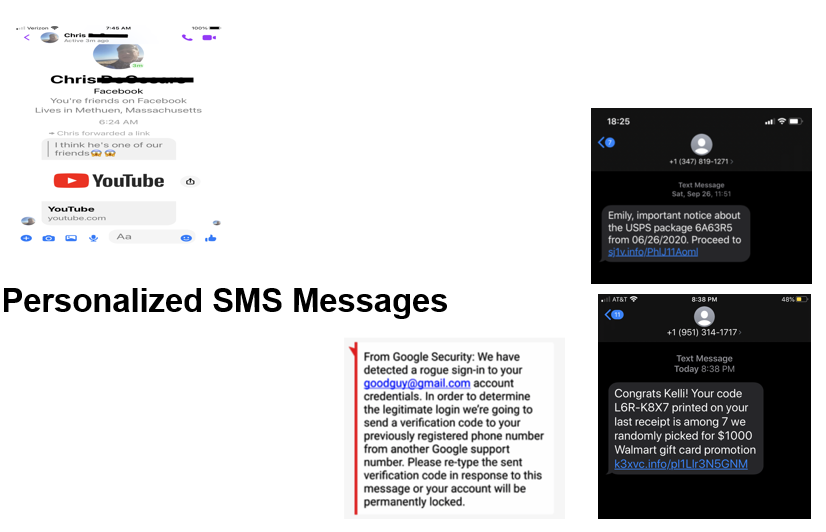 Verizon 7:45 AM 100%
Chris
Active 3m ago
3m
Chris
Facebook
You're friends on Facebook
Lives in Methuen, Massachusetts
6:24 AM
Chris forwarded a link
I think he's one of our
friends😱😱
YouTube
YouTube
youtube.com
Aa
18:25
7
+1 (347) 819-1271 >
Text Message
Sat, Sep 26, 11:51
Emily, important notice about
the USPS package 6A63R5
from 06/26/2020. Proceed to
sj1v.info/PhlJ11Aoml
Personalized SMS Messages
AT&T 8:38 PM 48%
11
+1 (951) 314-1717 >
Text Message
Today 8:38 PM
Congrats Kelli! Your code
L6R-K8X7 printed on your
last receipt is among 7 we
randomly picked for $1000
Walmart gift card promotion
k3xvc.info/pl1Llr3N5GNM
From Google Security: We have
detected a rogue sign-in to your
goodguy@gmail.com account
credentials. In order to determine
the legitimate login we're going to
send a verification code to your
previously registered phone number
from another Google support
number. Please re-type the sent
verification code in response to this
message or your account will be
permanently locked.